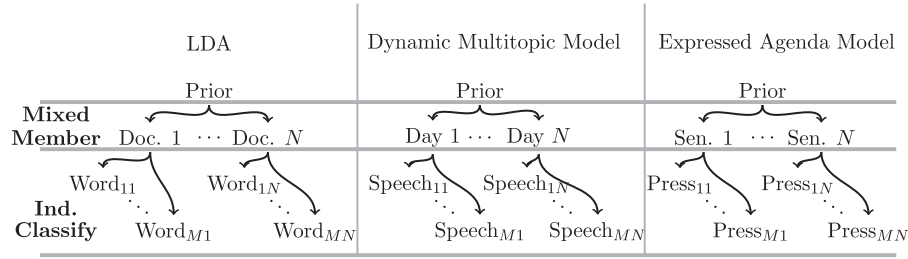 LDA Dynamic Multitopic Model Expressed Agenda Model
Prior Prior Prior
Mixed
Member Doc. 1 ··· Doc. N Day 1 ··· Day N Sen. 1 ··· Sen. N
Word11 Word1N Speech11 Speech1N Press11 Press1N
Ind.
Classify WordM1 WordMN SpeechM1 SpeechMN PressM1 PressMN